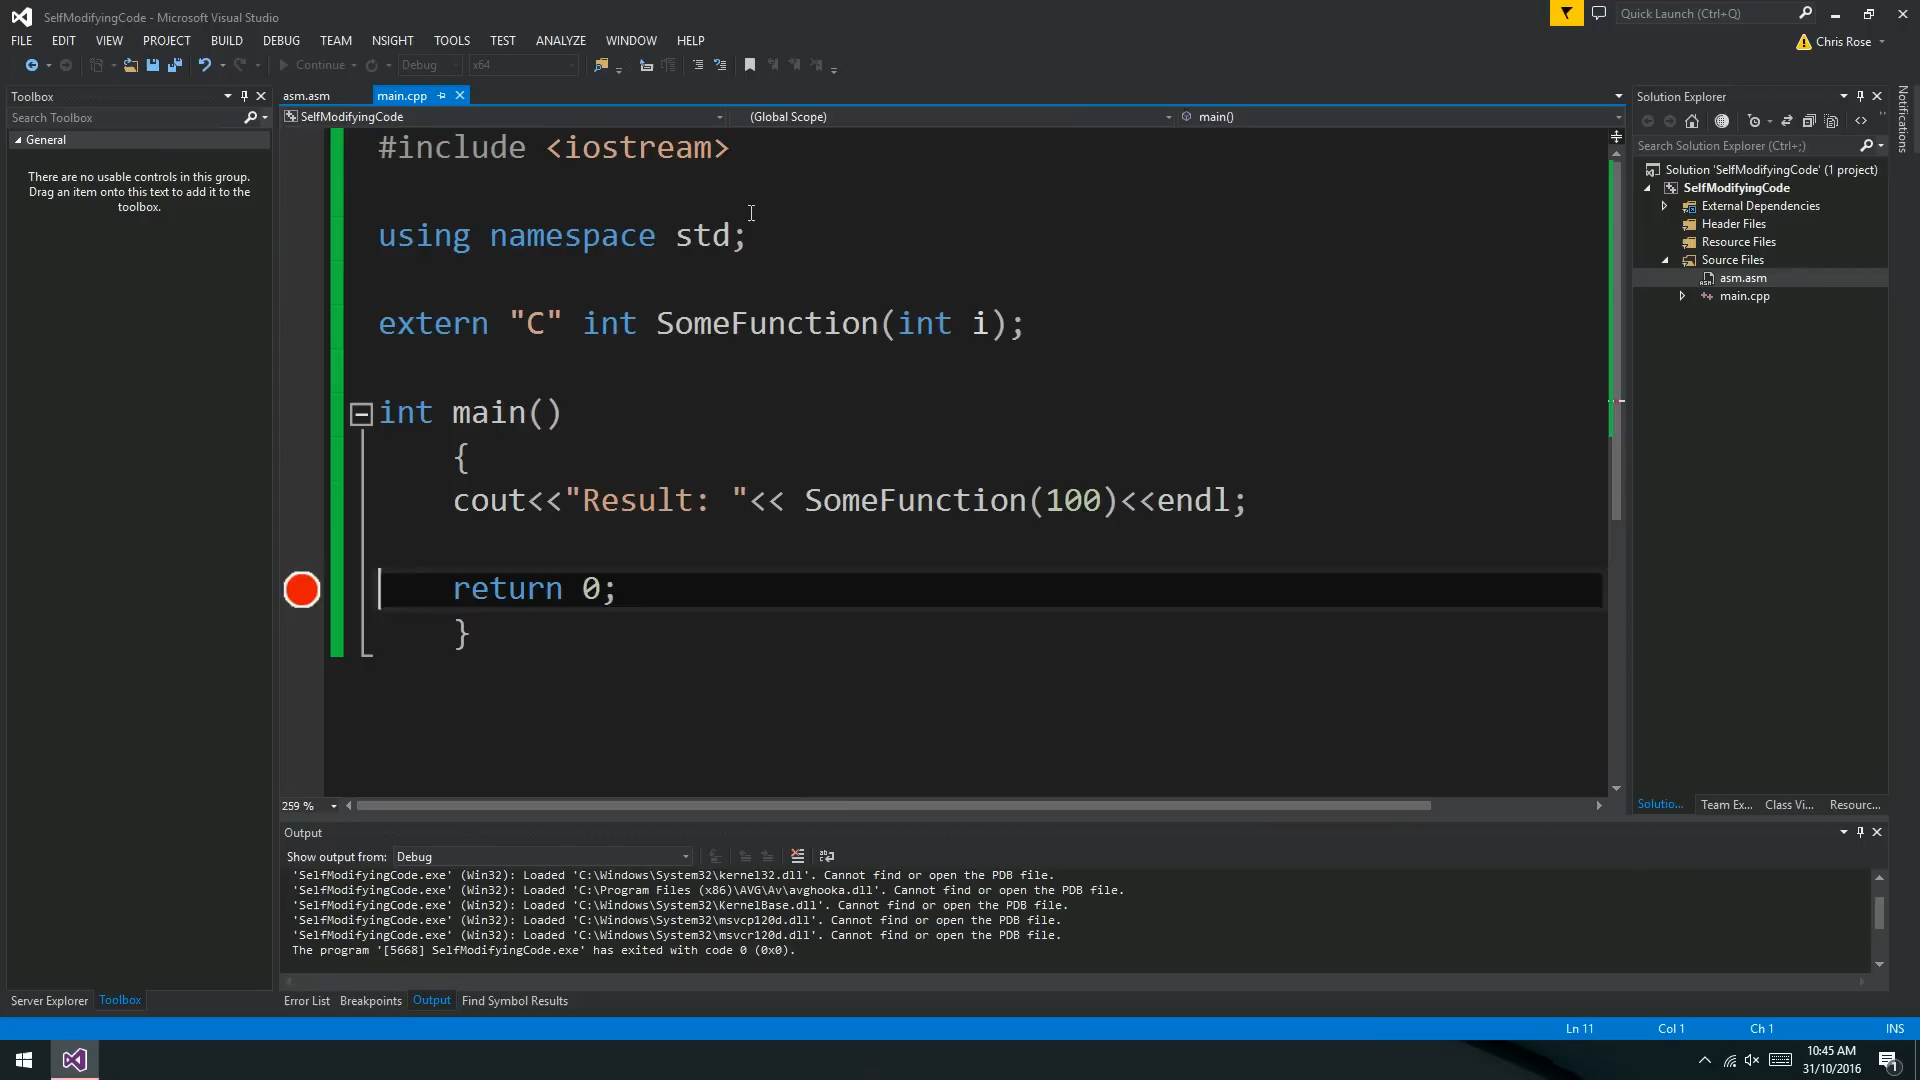 SelfModifyingCode - Microsoft Visual Studio
Quick Launch (Ctrl+Q)
FILE EDIT VIEW PROJECT BUILD DEBUG TEAM NSIGHT TOOLS TEST ANALYZE WINDOW HELP
Chris Rose
Continue Debug x64
Toolbox
asm.asm main.cpp
Solution Explorer
Notifications
Search Toolbox
SelfModifyingCode (Global Scope) main()
General
There are no usable controls in this group.
Drag an item onto this text to add it to the
toolbox.
#include <iostream>
using namespace std;
extern "C" int SomeFunction(int i);
int main()
{
cout<<"Result: "<< SomeFunction(100)<<endl;
return 0;
}
Search Solution Explorer (Ctrl+;)
Solution 'SelfModifyingCode' (1 project)
SelfModifyingCode
External Dependencies
Header Files
Resource Files
Source Files
asm.asm
main.cpp
259 %
Solutio... Team Ex... Class Vi... Resourc...
Output
Show output from: Debug
'SelfModifyingCode.exe' (Win32): Loaded 'C:\Windows\System32\kernel32.dll'. Cannot find or open the PDB file.
'SelfModifyingCode.exe' (Win32): Loaded 'C:\Program Files (x86)\AVG\Av\avghooka.dll'. Cannot find or open the PDB file.
'SelfModifyingCode.exe' (Win32): Loaded 'C:\Windows\System32\KernelBase.dll'. Cannot find or open the PDB file.
'SelfModifyingCode.exe' (Win32): Loaded 'C:\Windows\System32\msvcp120d.dll'. Cannot find or open the PDB file.
'SelfModifyingCode.exe' (Win32): Loaded 'C:\Windows\System32\msvcr120d.dll'. Cannot find or open the PDB file.
The program '[5668] SelfModifyingCode.exe' has exited with code 0 (0x0).
Server Explorer Toolbox
Error List Breakpoints Output Find Symbol Results
Ln 11 Col 1 Ch 1 INS
10:45 AM
31/10/2016
1